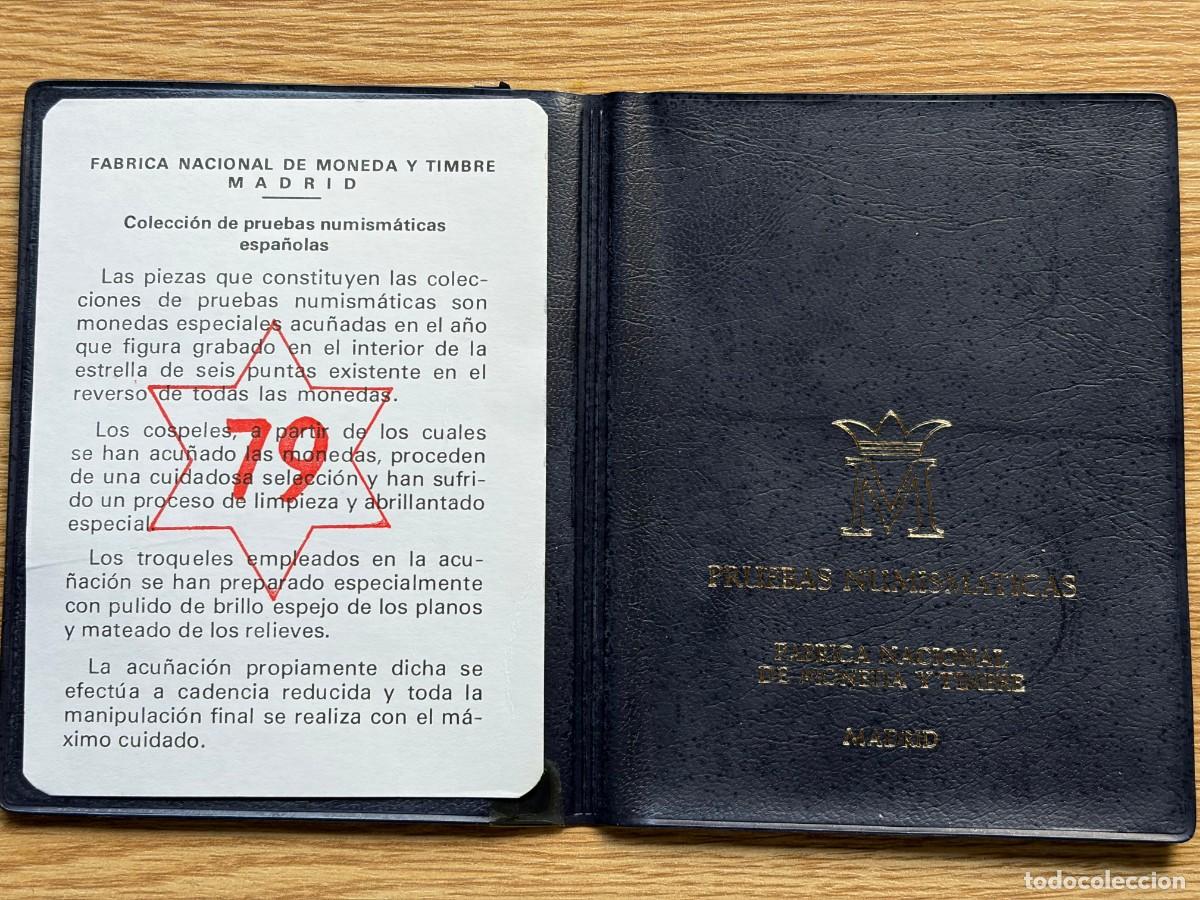 FABRICA NACIONAL DE MONEDA Y TIMBRE
MADRID
Colección de pruebas numismáticas
españolas
Las piezas que constituyen las colec-
ciones de pruebas numismáticas son
monedas especiales acuñadas en el año
que figura grabado en el interior de la
estrella de seis puntas existente en el
reverso de todas las monedas.
Los cospeles, a partir de los cuales
se han acuñado las monedas, proceden
de una cuidadosa selección y han sufri-
do un proceso de limpieza y abrillantado
especial.
Los troqueles empleados en la acu-
ñación se han preparado especialmente
con pulido de brillo espejo de los planos
y mateado de los relieves.
La acuñación propiamente dicha se
efectúa a cadencia reducida y toda la
manipulación final se realiza con el má-
ximo cuidado.
79
M
PRUEBAS NUMISMATICAS
FABRICA NACIONAL
DE MONEDA Y TIMBRE
MADRID
todocoleccion